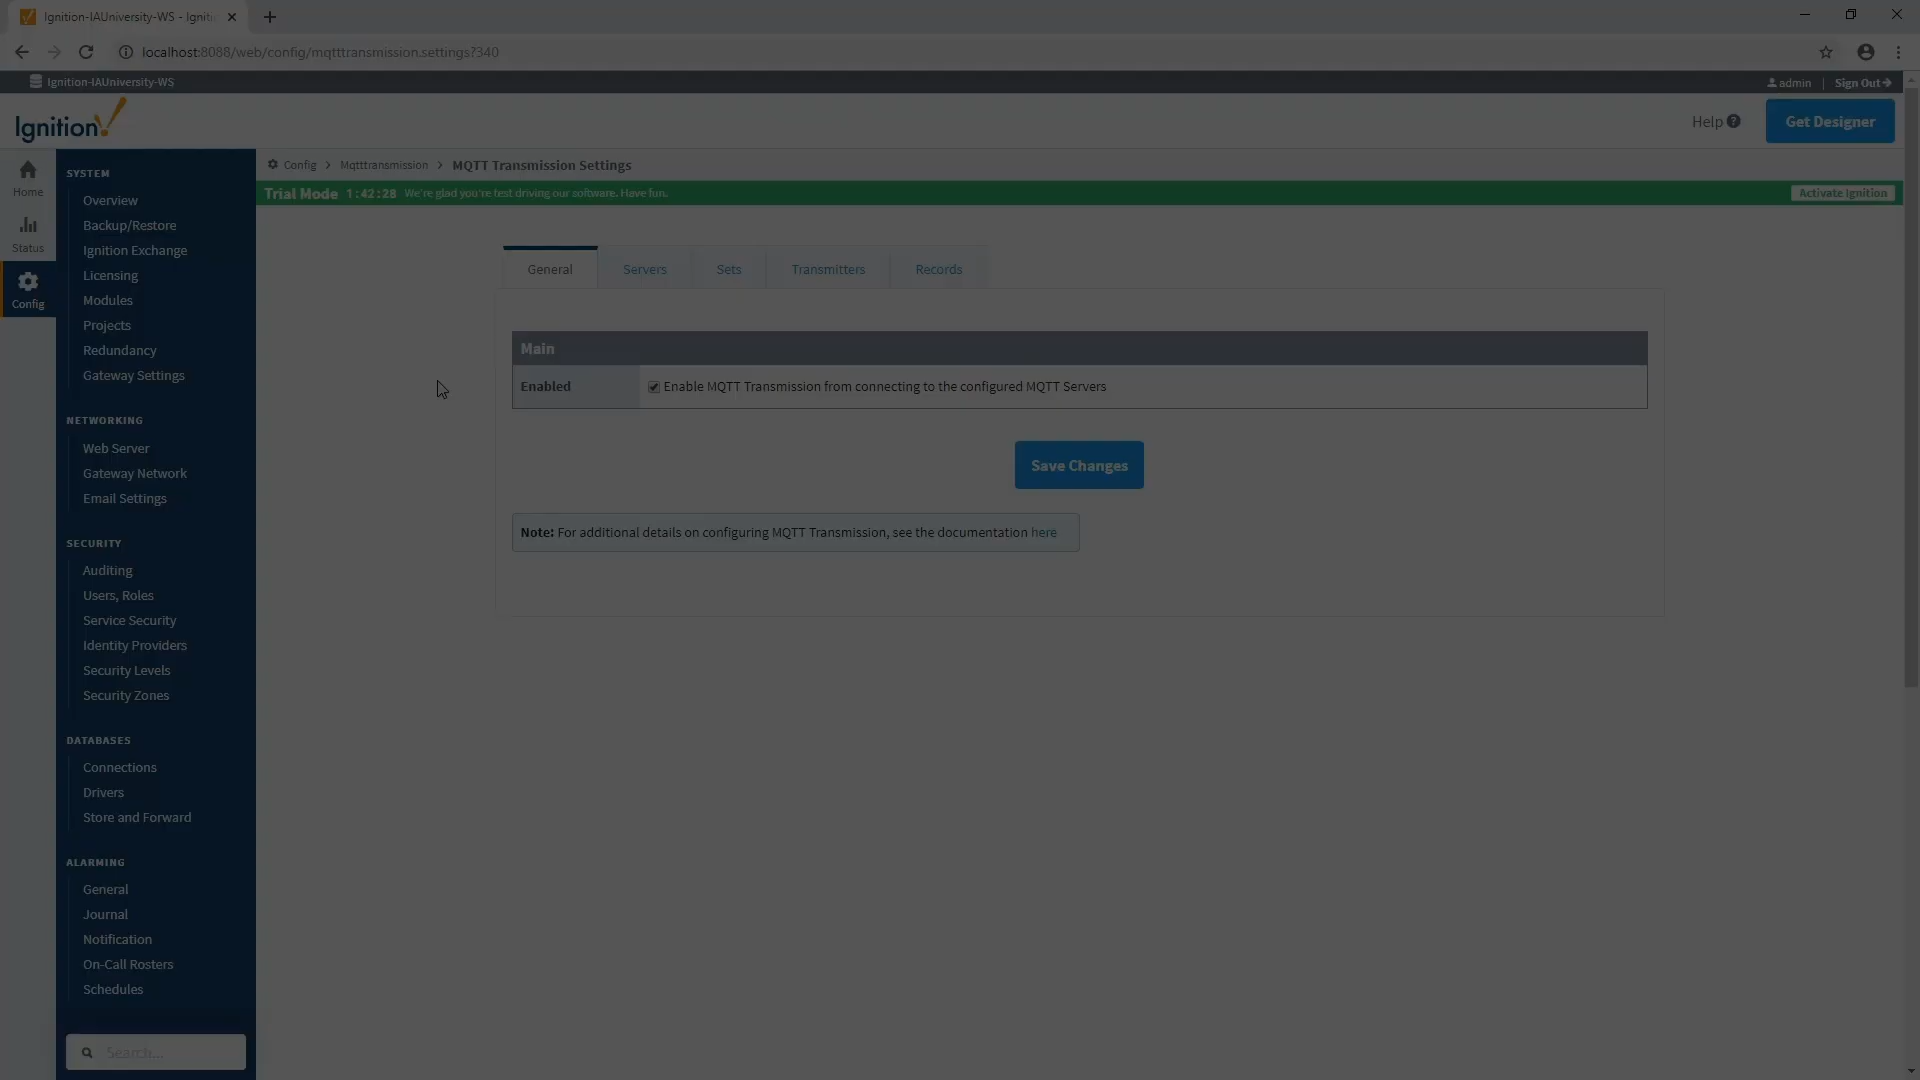 Ignition-IAUniversity-WS - Igniti
localhost:8088/web/config/mqtttransmission.settings?340
Ignition-IAUniversity-WS
admin | Sign Out
Ignition!
Help
Get Designer
Home
Status
Config
SYSTEM
Overview
Backup/Restore
Ignition Exchange
Licensing
Modules
Projects
Redundancy
Gateway Settings
NETWORKING
Web Server
Gateway Network
Email Settings
SECURITY
Auditing
Users, Roles
Service Security
Identity Providers
Security Levels
Security Zones
DATABASES
Connections
Drivers
Store and Forward
ALARMING
General
Journal
Notification
On-Call Rosters
Schedules
Search...
Config > Mqtttransmission > MQTT Transmission Settings
Trial Mode 1:42:28 We're glad you're test driving our software. Have fun.
Activate Ignition
General Servers Sets Transmitters Records
Main
Enabled Enable MQTT Transmission from connecting to the configured MQTT Servers
Save Changes
Note: For additional details on configuring MQTT Transmission, see the documentation here